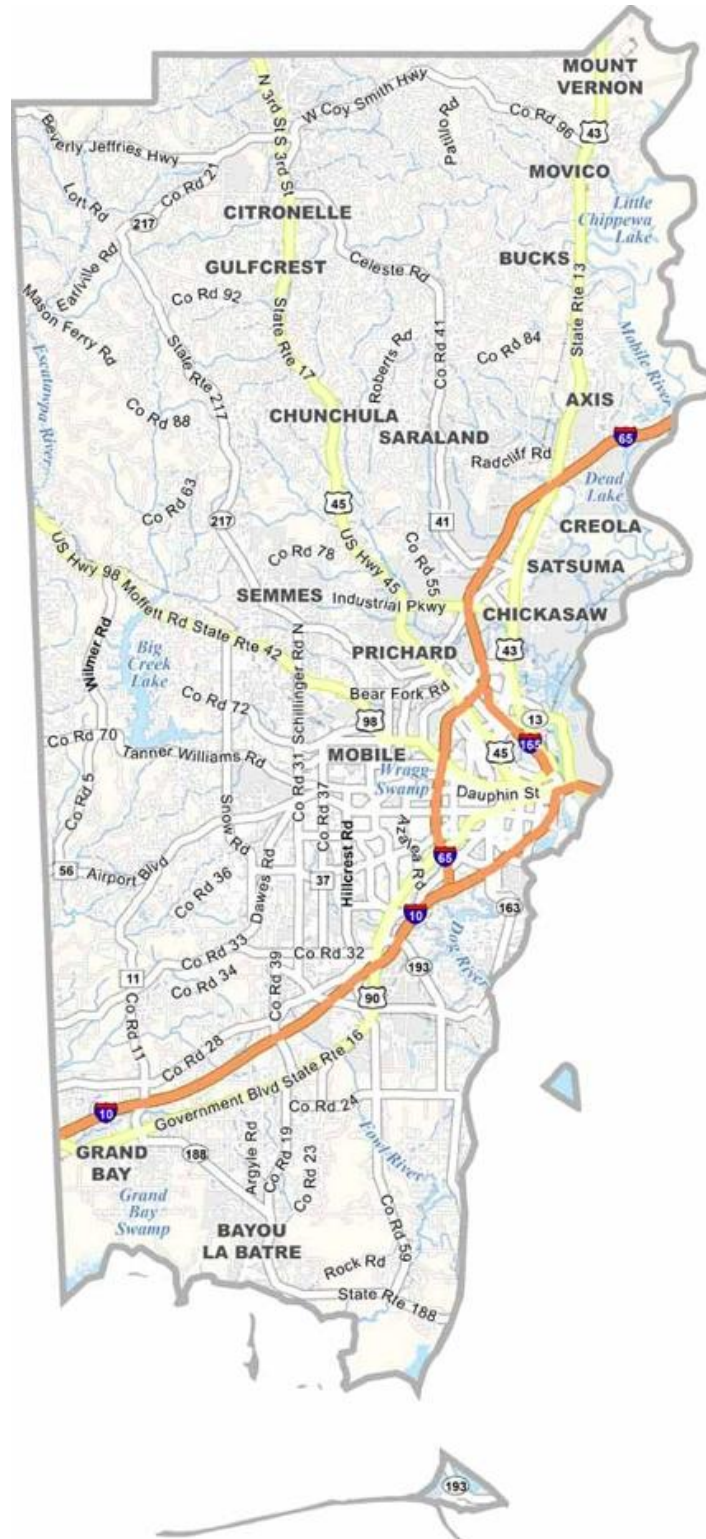 MOUNT
VERNON
N 3rd St S 3rd St
W Coy Smith Hwy
Co Rd 96
43
Patillo Rd
Beverly Jeffries Hwy
MOVICO
Lort Rd
217
Co Rd 21
CITRONELLE
Little
Chippewa
Lake
Earlville Rd
GULFCREST
Celeste Rd
BUCKS
Co Rd 92
Mason Ferry Rd
State Rte 217
State Rte 17
Roberts Rd
Co Rd 41
Co Rd 84
State Rte 13
Mobile River
Escatawpa River
Co Rd 88
CHUNCHULA
AXIS
SARALAND
65
Radcliff Rd
Dead
Lake
Co Rd 63
45
217
41
CREOLA
US Hwy 45
Co Rd 78
Co Rd 55
SATSUMA
US Hwy 98 Moffett Rd State Rte 42
SEMMES
Industrial Pkwy
CHICKASAW
Wilmer Rd
Big
Creek
Lake
43
Co Rd 31 Schillinger Rd N
PRICHARD
Bear Fork Rd
Co Rd 72
98
13
Co Rd 70
Tanner Williams Rd
MOBILE
45
165
Wragg
Swamp
Co Rd 5
Dauphin St
Snow Rd
Co Rd 37
Hillcrest Rd
Azalea Rd
65
56
Airport Blvd
Co Rd 36
Dawes Rd
37
10
163
Dog River
Co Rd 33
Co Rd 32
193
11
Co Rd 34
Co Rd 39
90
Co Rd 11
Co Rd 28
Government Blvd State Rte 16
10
Co Rd 24
GRAND
BAY
188
Argyle Rd
Co Rd 19
Co Rd 23
Fowl River
Grand
Bay
Swamp
BAYOU
LA BATRE
Co Rd 59
Rock Rd
State Rte 188
193